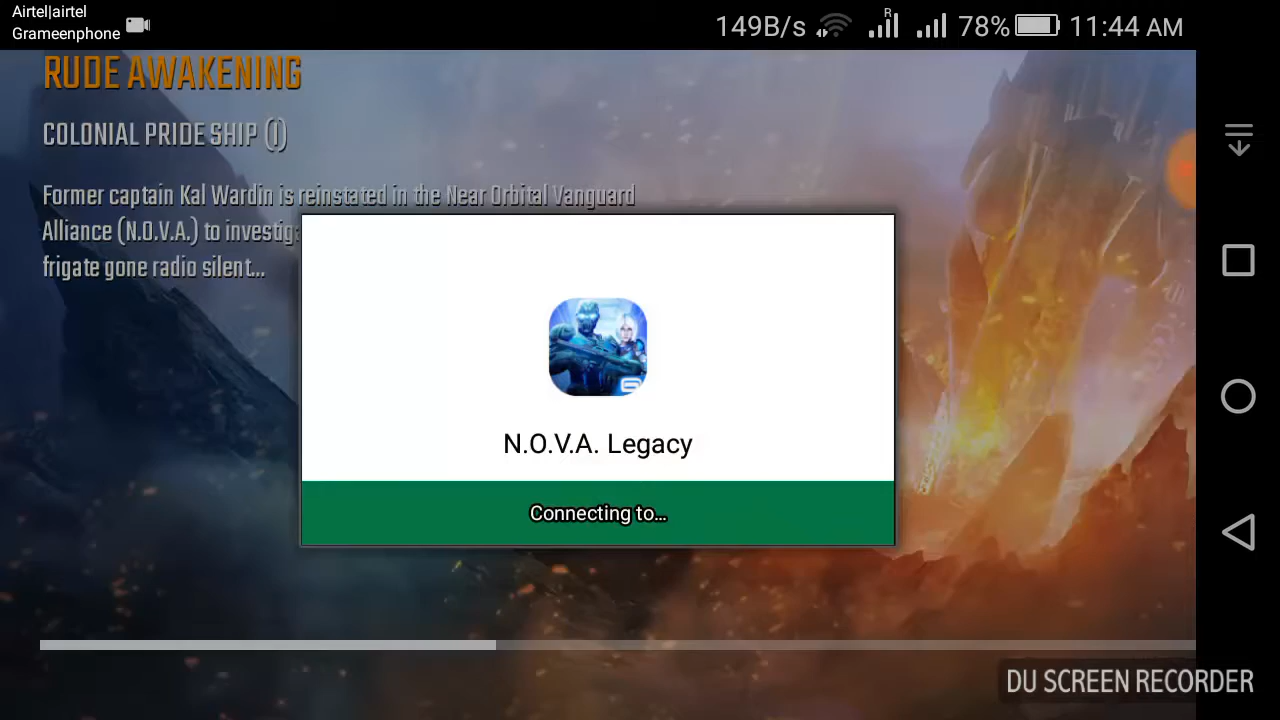 Airtel|airtel
Grameenphone
149B/s R 78% 11:44 AM
RUDE AWAKENING
COLONIAL PRIDE SHIP (I)
Former captain Kal Wardin is reinstated in the Near Orbital Vanguard
Alliance (N.O.V.A.) to investig
frigate gone radio silent...
N.O.V.A. Legacy
Connecting to...
DU SCREEN RECORDER